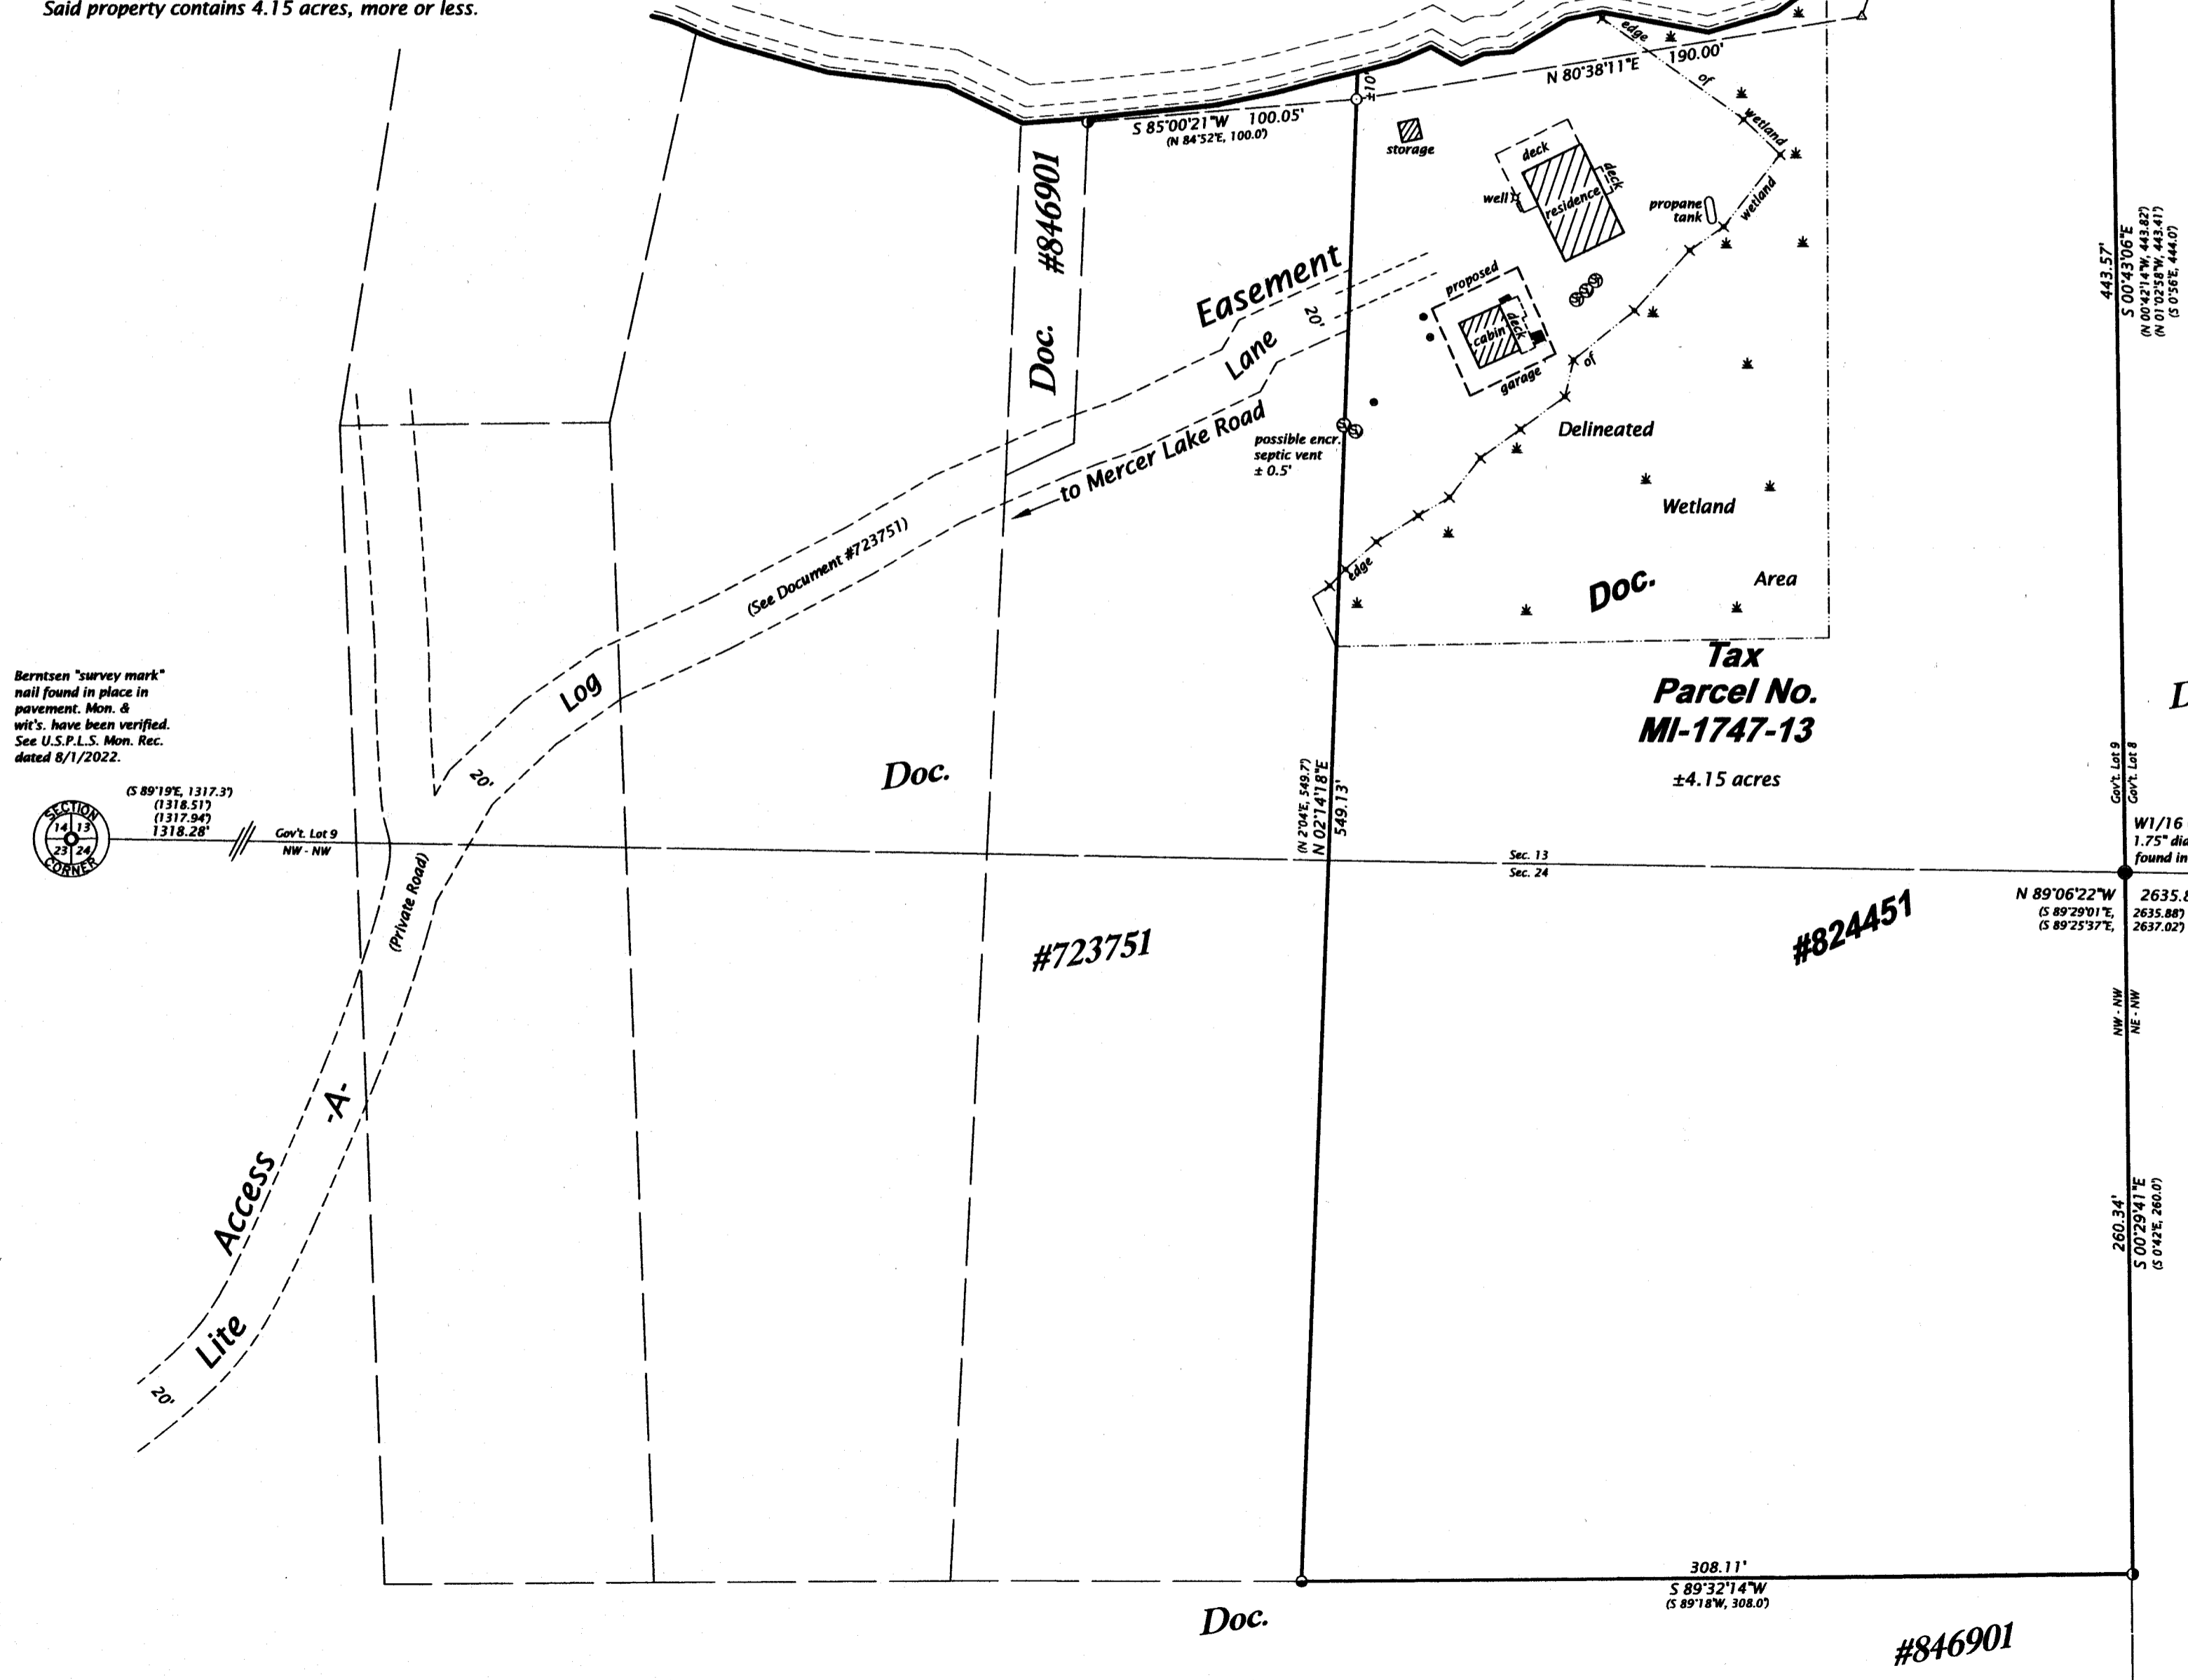 Said property contains 4.15 acres, more or less.
edge
of
wetland
190.00'
N 80°38'11"E
±10'
S 85°00'21"W 100.05'
(N 84°52'E, 100.0')
storage
deck
deck
well
residence
propane
tank
wetland
Doc. #846901
443.57'
S 00°43'06"E
(N 00°42'14"W, 443.82')
(N 01°02'58"W, 443.41')
(S 0°56'E, 444.0')
Easement
Lane
20'
proposed
cabin
deck
garage
of
to Mercer Lake Road
possible encr.
septic vent
± 0.5'
Delineated
Wetland
Area
edge
(See Document #723751)
Doc.
Tax
Parcel No.
MI-1747-13
±4.15 acres
Berntsen "survey mark"
nail found in place in
pavement. Mon. &
wit's. have been verified.
See U.S.P.L.S. Mon. Rec.
dated 8/1/2022.
Log
20'
Doc.
(N 2°04'E, 549.7')
N 02°14'18"E
549.13'
Gov't. Lot 9
Gov't. Lot 8
(S 89°19'E, 1317.3')
(1318.51')
(1317.94')
1318.28'
SECTION
14 13
23 24
CORNER
Gov't. Lot 9
NW - NW
Sec. 13
Sec. 24
W1/16
1.75" dia
found in
N 89°06'22"W 2635.8
(S 89°29'01"E, 2635.88')
(S 89°25'37"E, 2637.02')
(Private Road)
#723751
#824451
NW - NW
NE - NW
-A-
Access
Lite
20'
260.34'
S 00°29'41"E
(S 0°42'E, 260.0')
308.11'
S 89°32'14"W
(S 89°18'W, 308.0')
Doc.
#846901